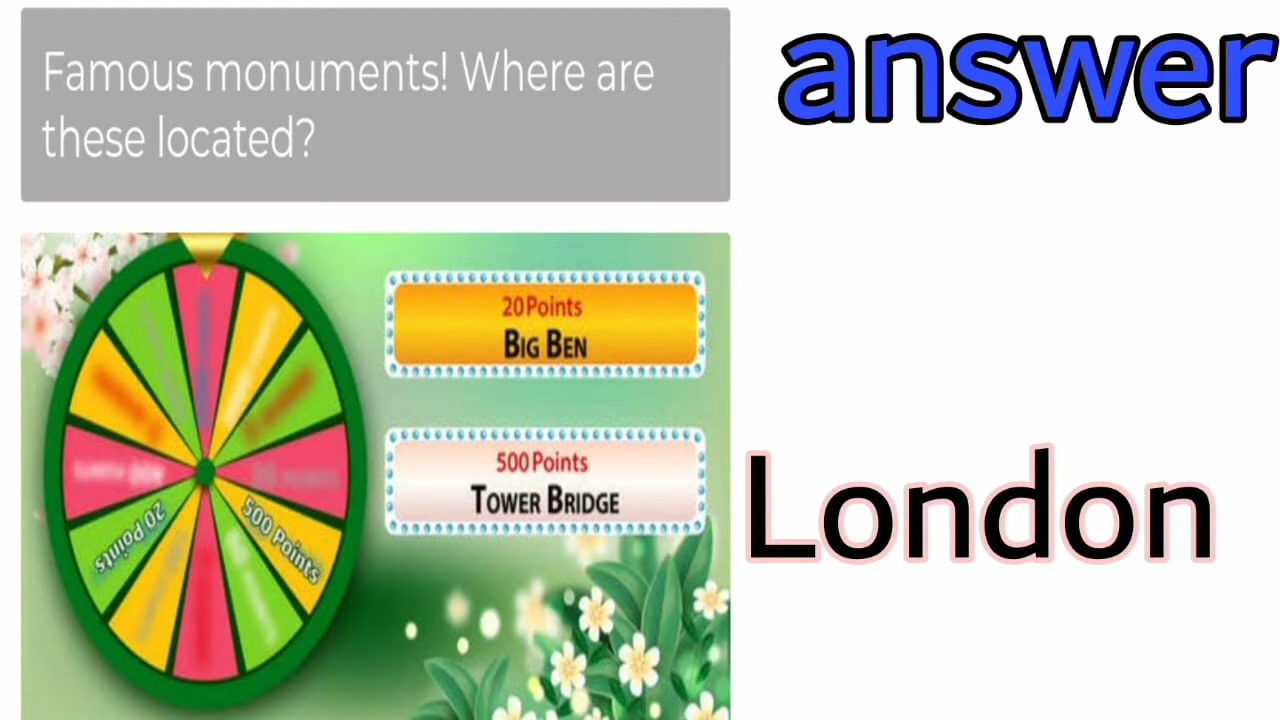 Famous monuments! Where are
these located?
answer
20 Points
BIG BEN
500 Points
TOWER BRIDGE
20 Points
500 Points
London